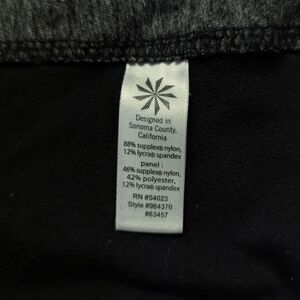 Designed in
Sonoma County,
California
88% supplex® nylon,
12% lycra® spandex
panel :
46% supplex® nylon,
42% polyester,
12% lycra® spandex
RN #54023
Style #964370
#63457